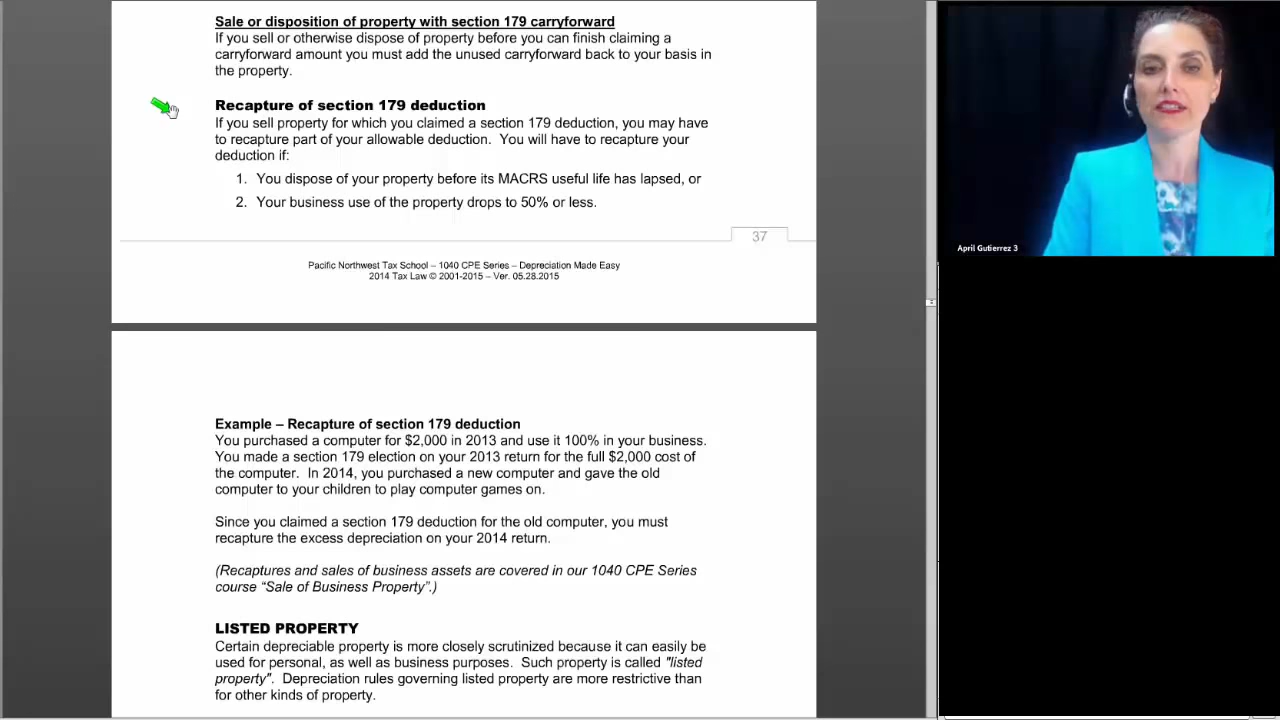 Sale or disposition of property with section 179 carryforward
If you sell or otherwise dispose of property before you can finish claiming a
carryforward amount you must add the unused carryforward back to your basis in
the property.
Recapture of section 179 deduction
If you sell property for which you claimed a section 179 deduction, you may have
to recapture part of your allowable deduction. You will have to recapture your
deduction if:
1. You dispose of your property before its MACRS useful life has lapsed, or
2. Your business use of the property drops to 50% or less.
37
Pacific Northwest Tax School – 1040 CPE Series – Depreciation Made Easy
2014 Tax Law © 2001-2015 – Ver. 05.28.2015
Example – Recapture of section 179 deduction
You purchased a computer for $2,000 in 2013 and use it 100% in your business.
You made a section 179 election on your 2013 return for the full $2,000 cost of
the computer. In 2014, you purchased a new computer and gave the old
computer to your children to play computer games on.
Since you claimed a section 179 deduction for the old computer, you must
recapture the excess depreciation on your 2014 return.
(Recaptures and sales of business assets are covered in our 1040 CPE Series
course “Sale of Business Property”.)
LISTED PROPERTY
Certain depreciable property is more closely scrutinized because it can easily be
used for personal, as well as business purposes. Such property is called "listed
property". Depreciation rules governing listed property are more restrictive than
for other kinds of property.
April Gutierrez 3